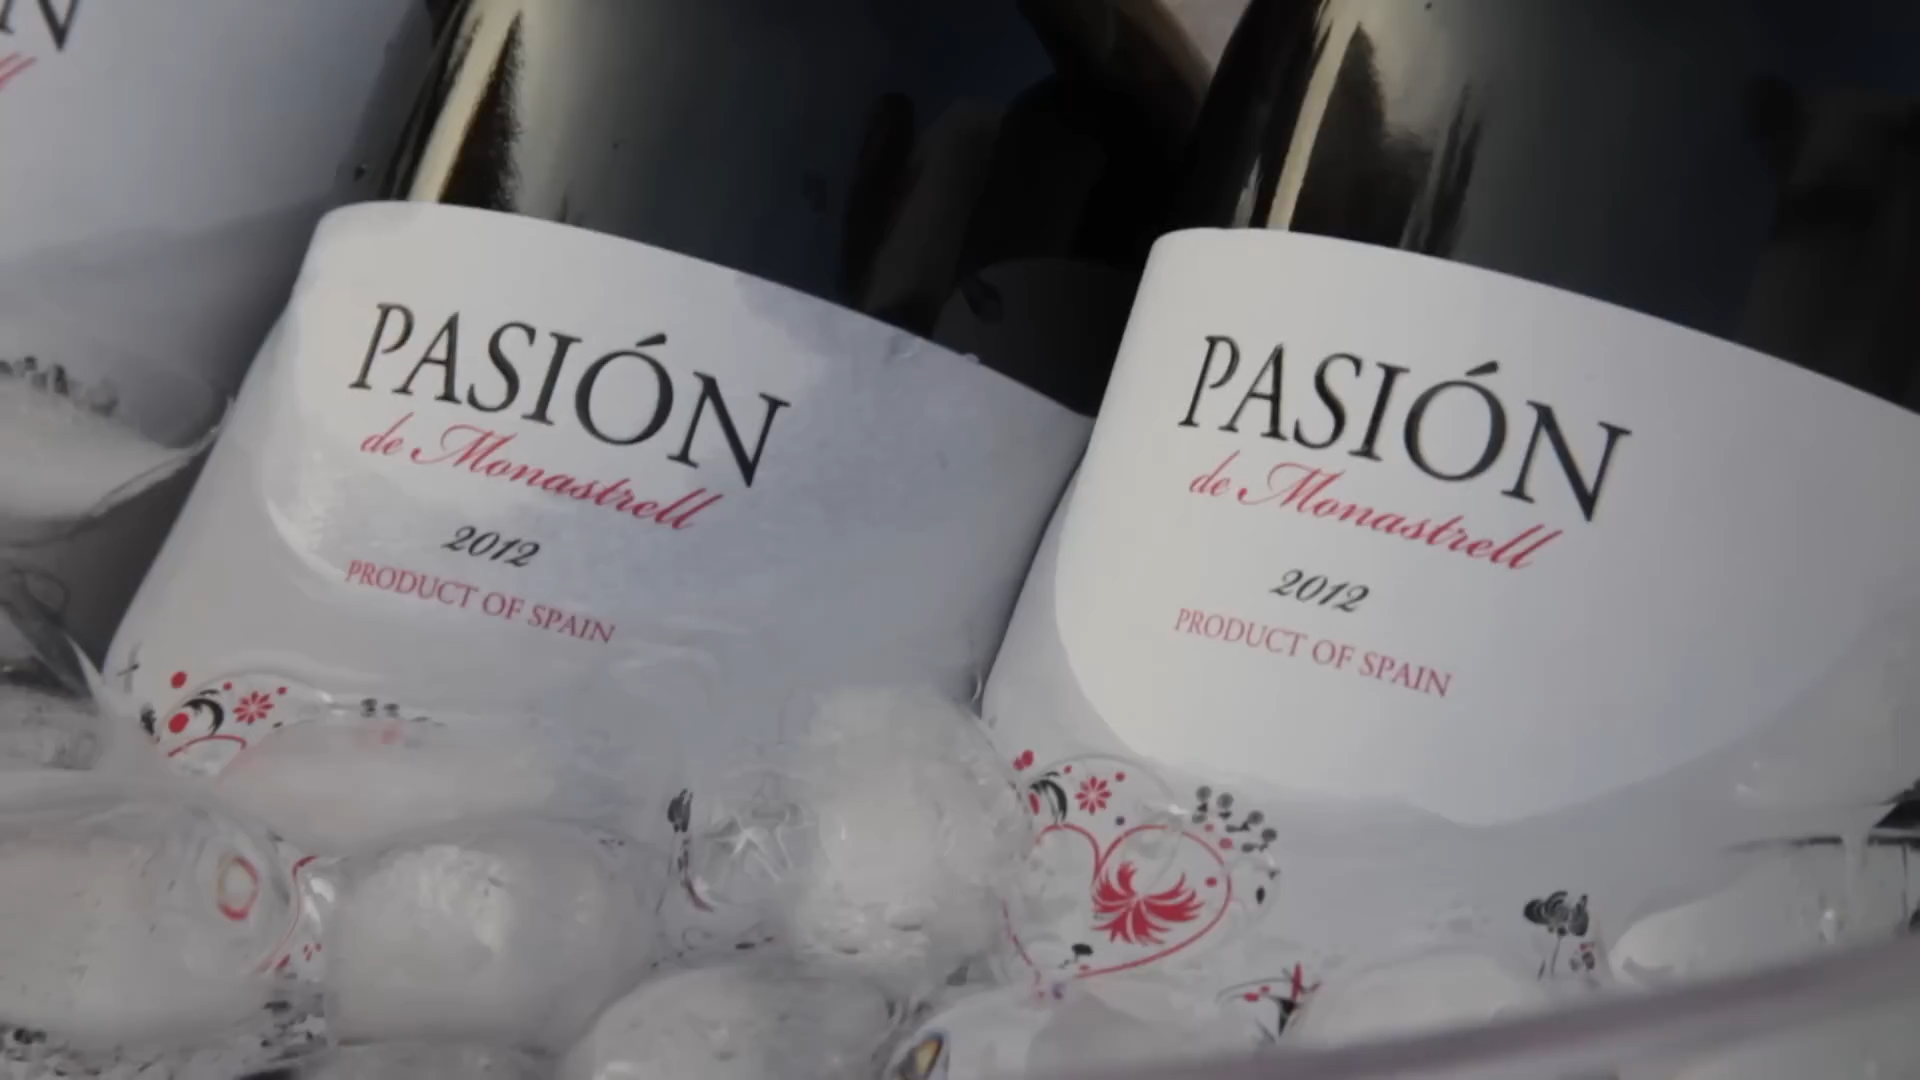 PASIÓN
de Monastrell
2012
PRODUCT OF SPAIN
PASIÓN
de Monastrell
2012
PRODUCT OF SPAIN